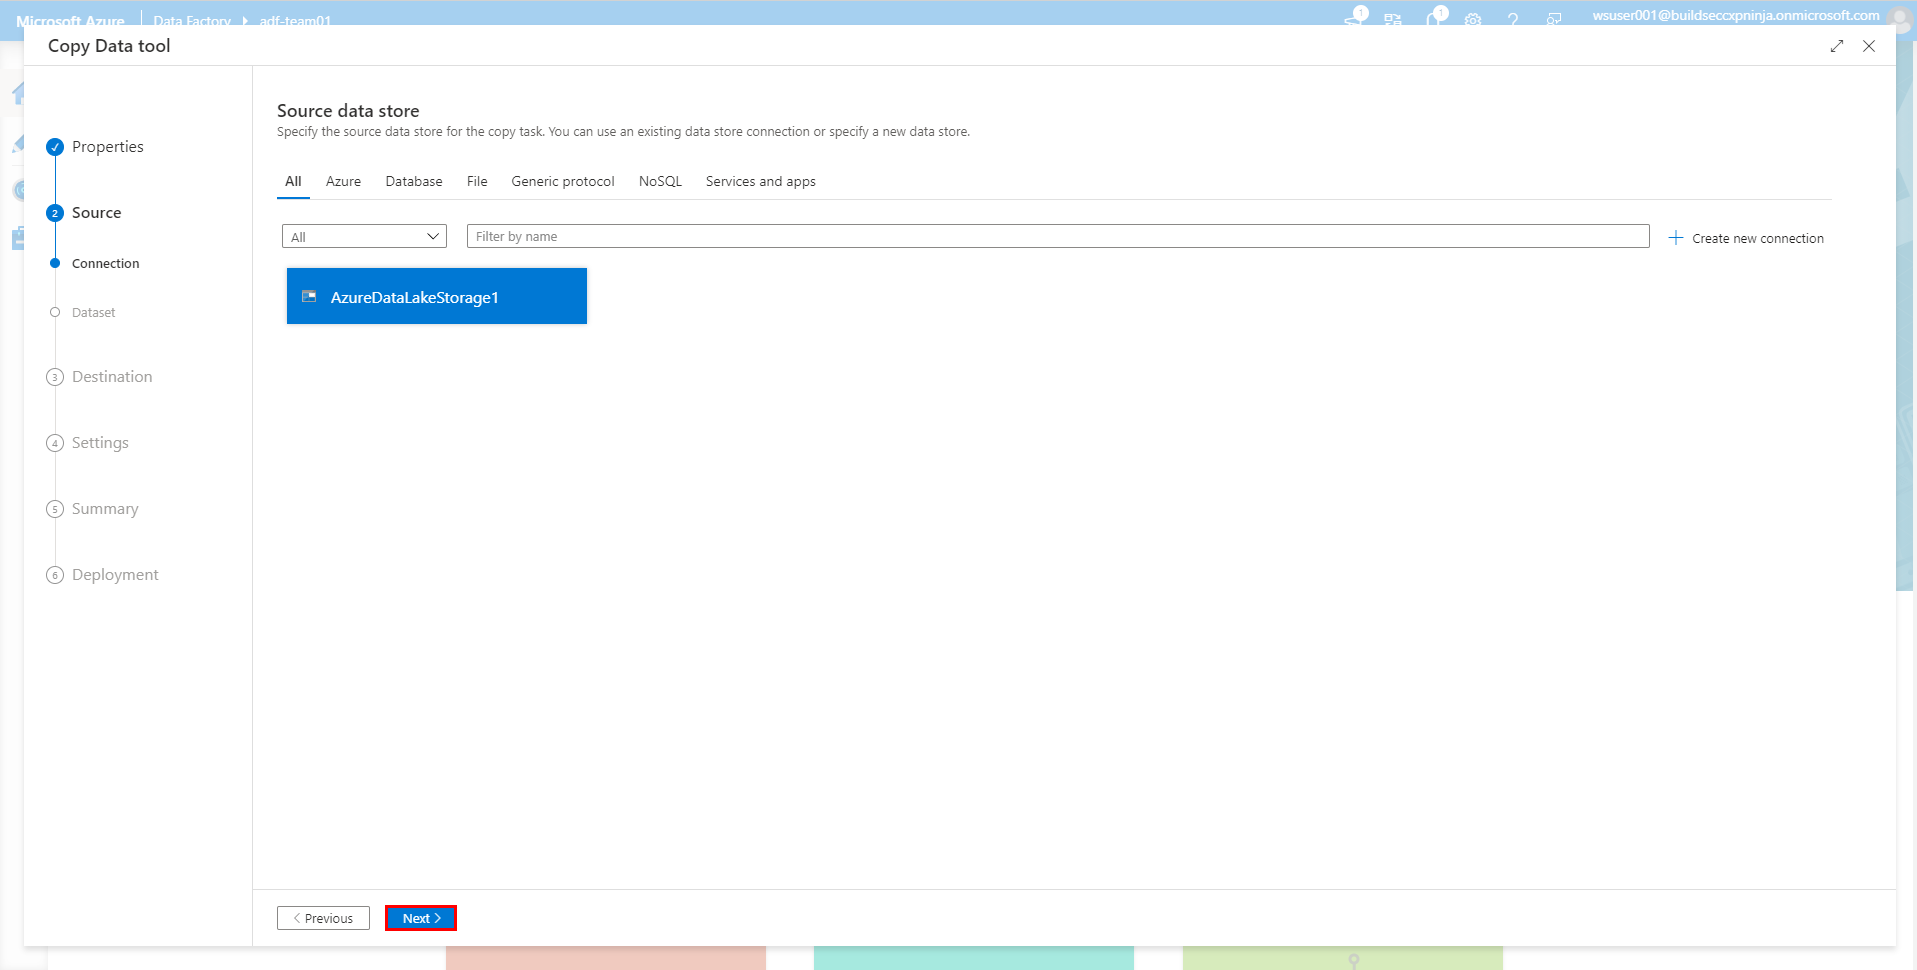 Microsoft Azure Data Factory adf-team01 1 1 wsuser001@buildseccxpninja.onmicrosoft.com
Copy Data tool
Properties
2 Source
Connection
Dataset
3 Destination
4 Settings
5 Summary
6 Deployment
Source data store
Specify the source data store for the copy task. You can use an existing data store connection or specify a new data store.
All Azure Database File Generic protocol NoSQL Services and apps
All Filter by name Create new connection
AzureDataLakeStorage1
Previous Next